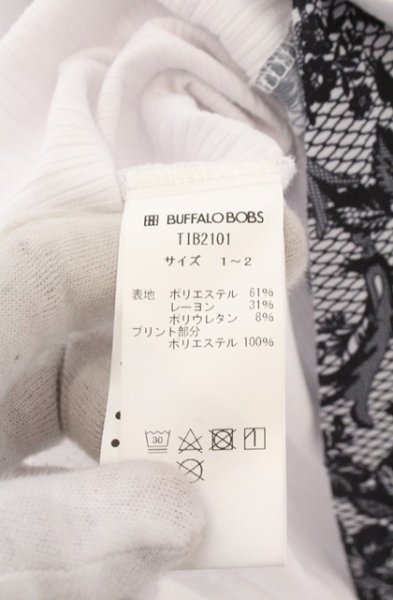 BUFFALO BOBS
TIB2101
サイズ 1～2
表地 ポリエステル 61%
レーヨン 31%
ポリウレタン 8%
プリント部分
ポリエステル 100%
30